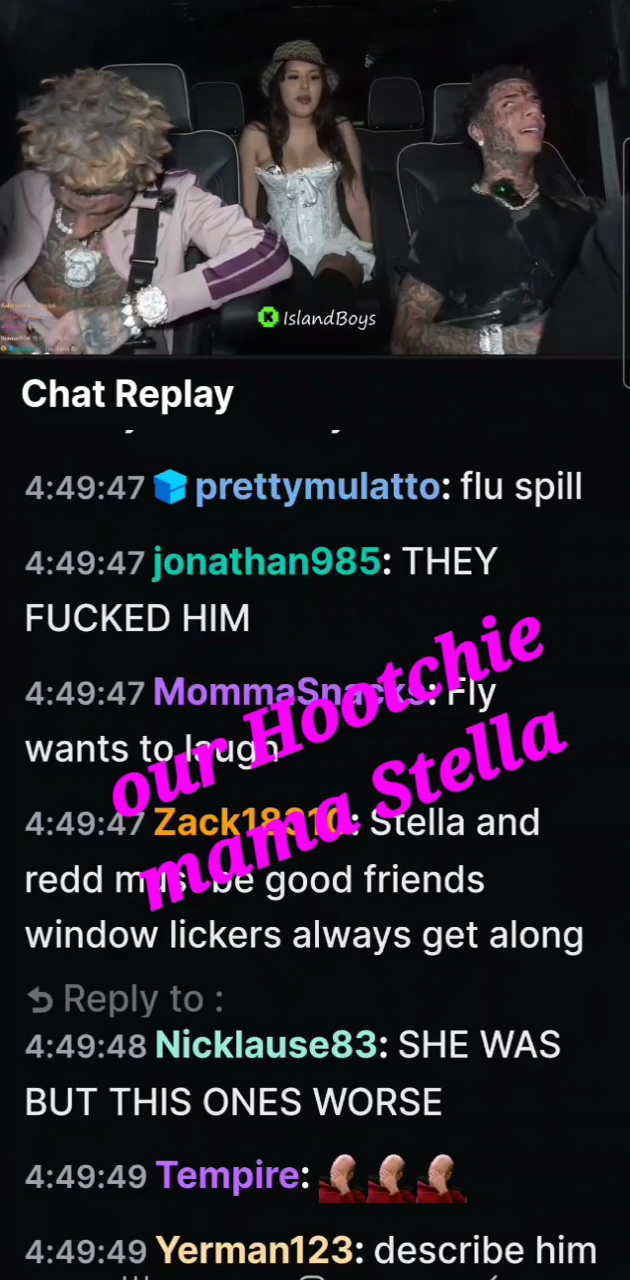 IslandBoys
Chat Replay
4:49:47 prettymulatto: flu spill
4:49:47 jonathan985: THEY
FUCKED HIM
4:49:47 MommaSnacks: Fly
wants to laugh
our Hootchie
mama Stella
4:49:47 Zack18310: Stella and
redd must be good friends
window lickers always get along
Reply to :
4:49:48 Nicklause83: SHE WAS
BUT THIS ONES WORSE
4:49:49 Tempire:
4:49:49 Yerman123: describe him